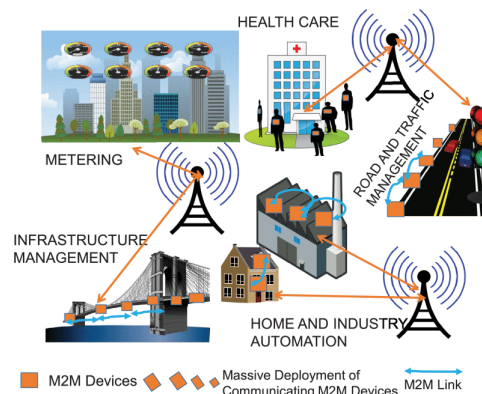 HEALTH CARE
METERING
ROAD AND TRAFFIC
MANAGEMENT
INFRASTRUCTURE
MANAGEMENT
HOME AND INDUSTRY
AUTOMATION
M2M Devices
Massive Deployment of
Communicating M2M Devices
M2M Link